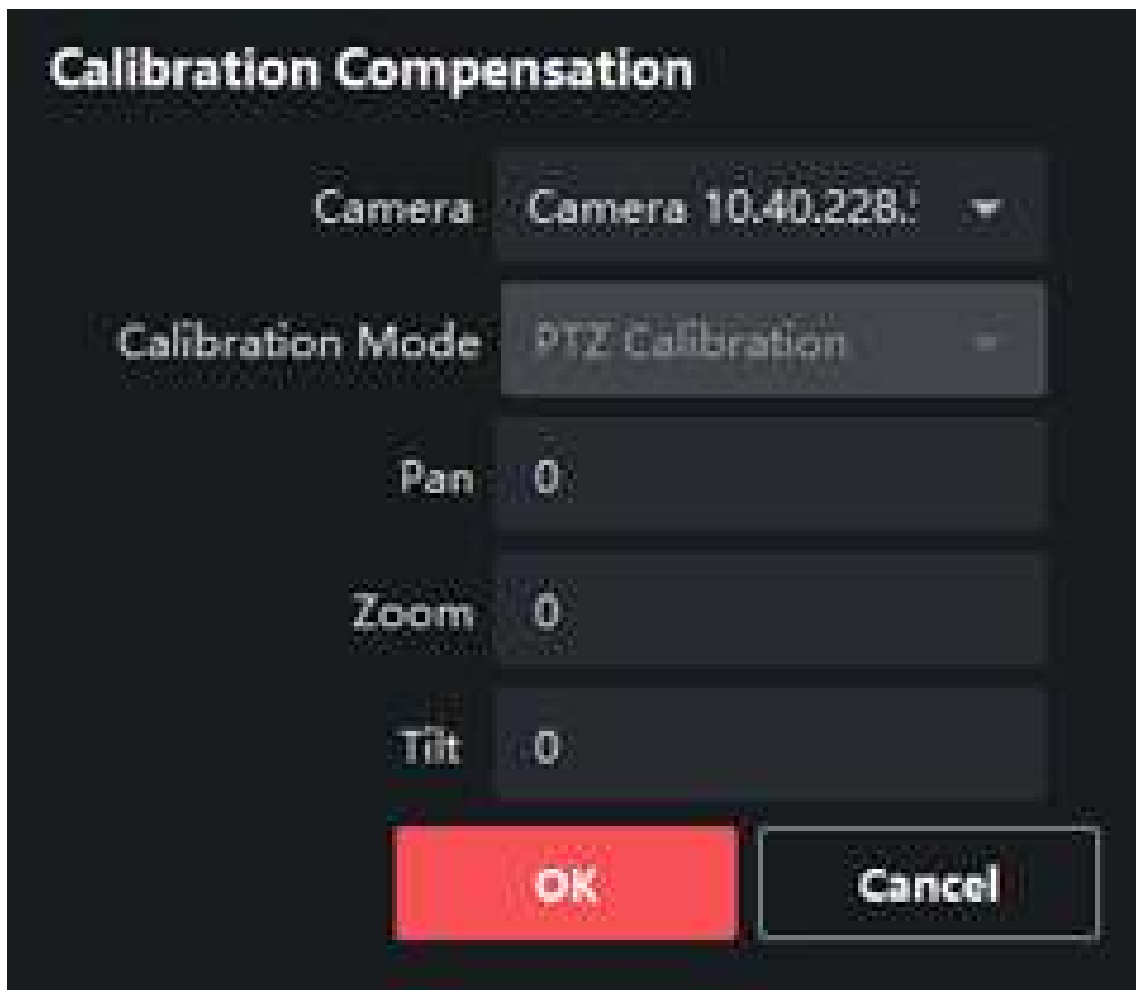 Calibration Compensation
Camera Camera 10.40.228.
Calibration Mode PTZ Calibration
Pan 0
Zoom 0
Tilt 0
OK Cancel